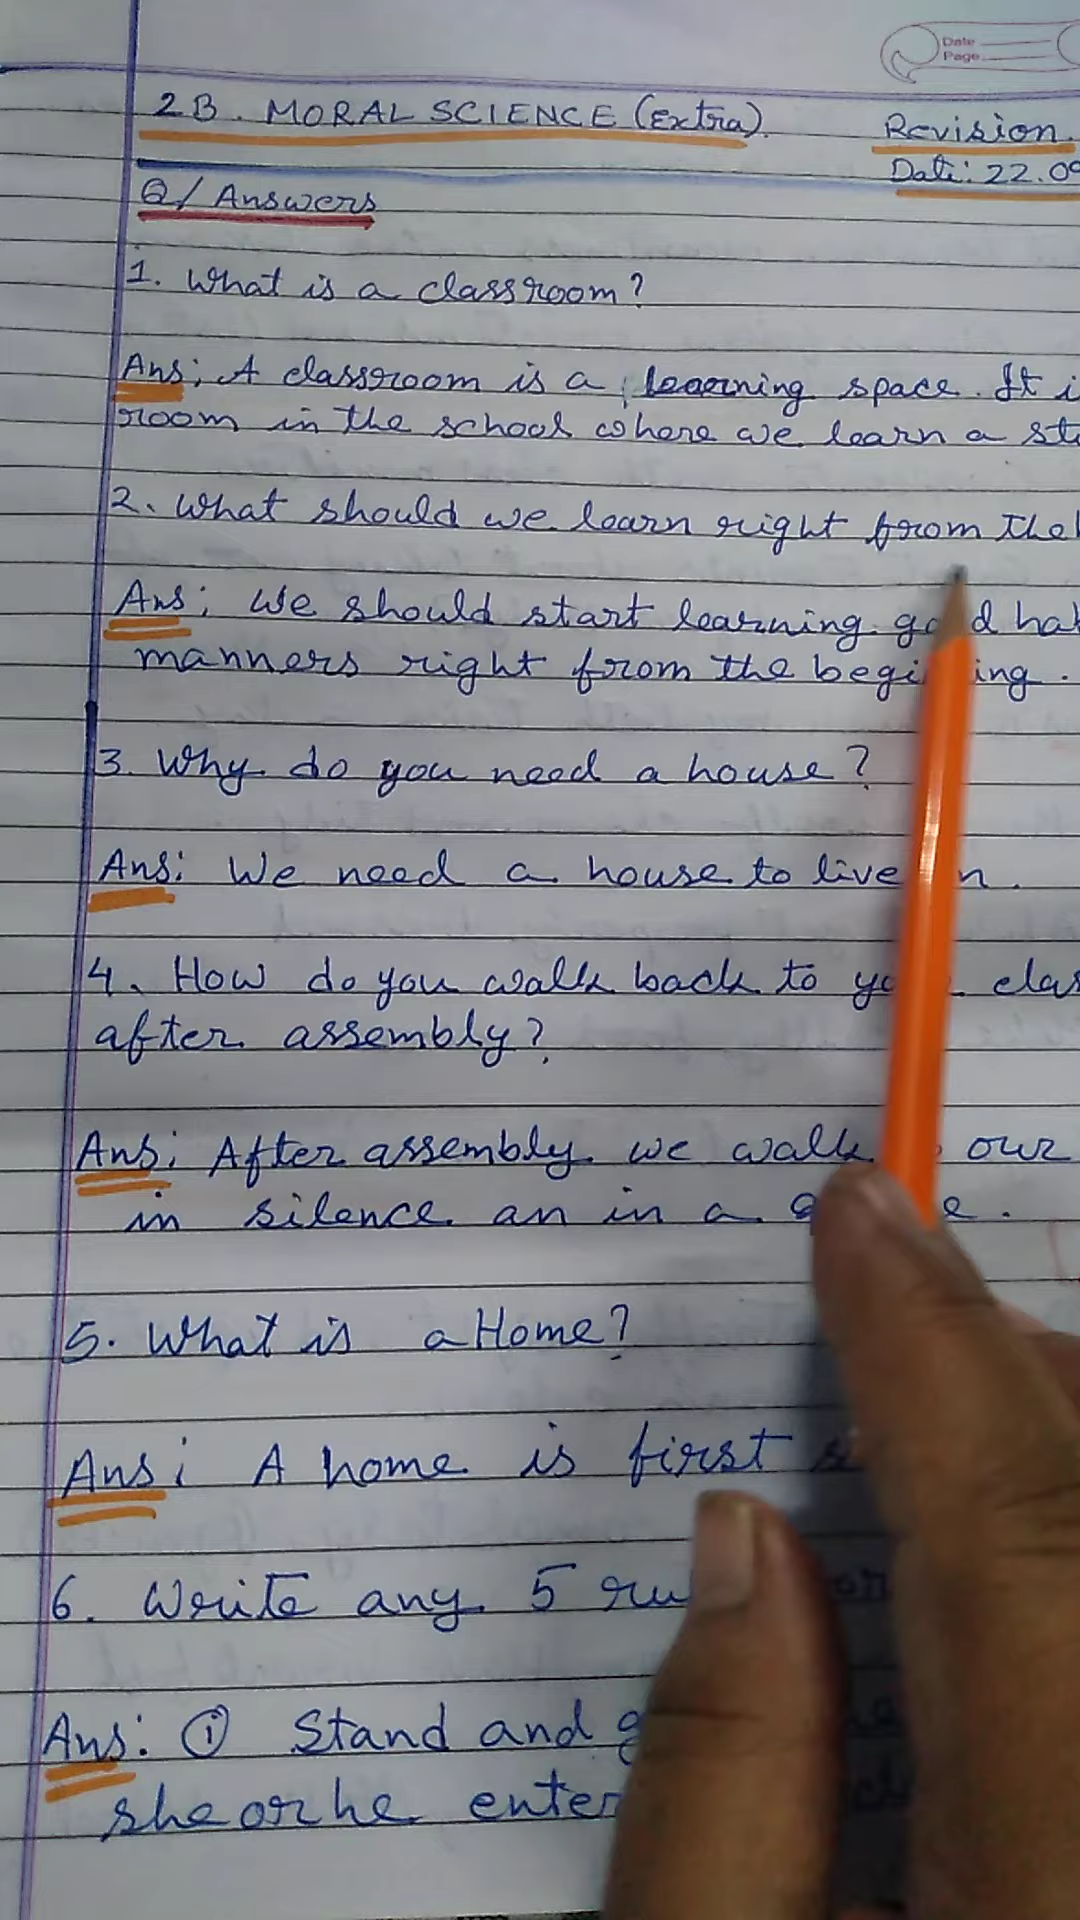 Date
Page
2B. MORAL SCIENCE (Extra)
Revision.
Date: 22.09
Q/ Answers
1. What is a classroom?
Ans: A classroom is a learning space. It i
room in the school where we learn a st
2. What should we learn right from the
Ans: We should start learning good hab
manners right from the beginning.
3. Why do you need a house?
Ans: We need a house to live in.
4. How do you walk back to your clas
after assembly?
Ans: After assembly we walk our
in silence an in a
5. What is a Home?
Ans: A home is first
6. Write any 5
Ans: ① Stand and
she or he enter